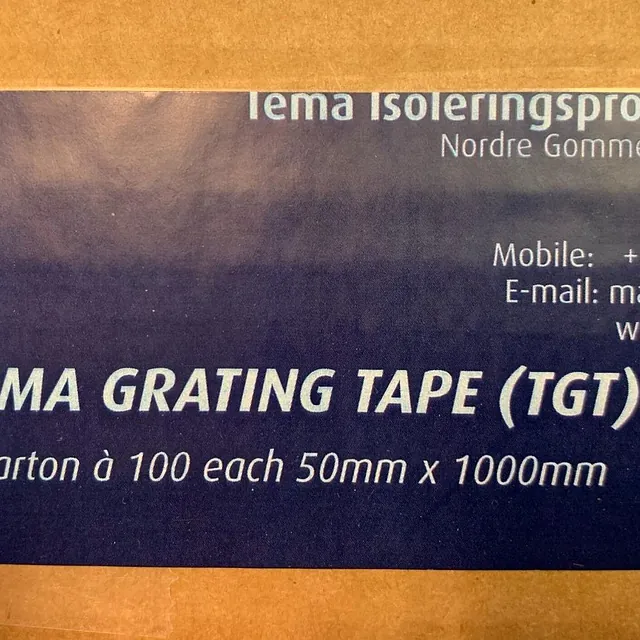 Tema Isoleringspro
Nordre Gomme
Mobile: +
E-mail: ma
w
MA GRATING TAPE (TGT)
arton à 100 each 50mm x 1000mm